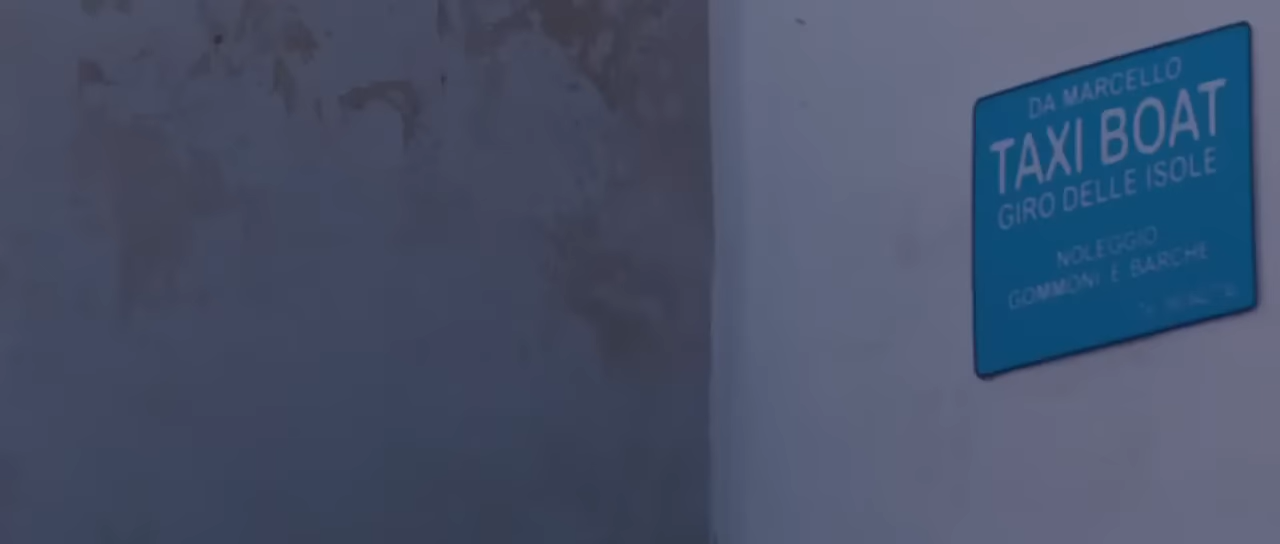 DA MARCELLO
TAXI BOAT
GIRO DELLE ISOLE
NOLEGGIO
GOMMONI E BARCHE